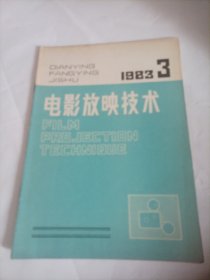 DIANYING
FANGYING
JISHU
1983 3
电影放映技术
FILM
PROJECTION
TECHNIQUE